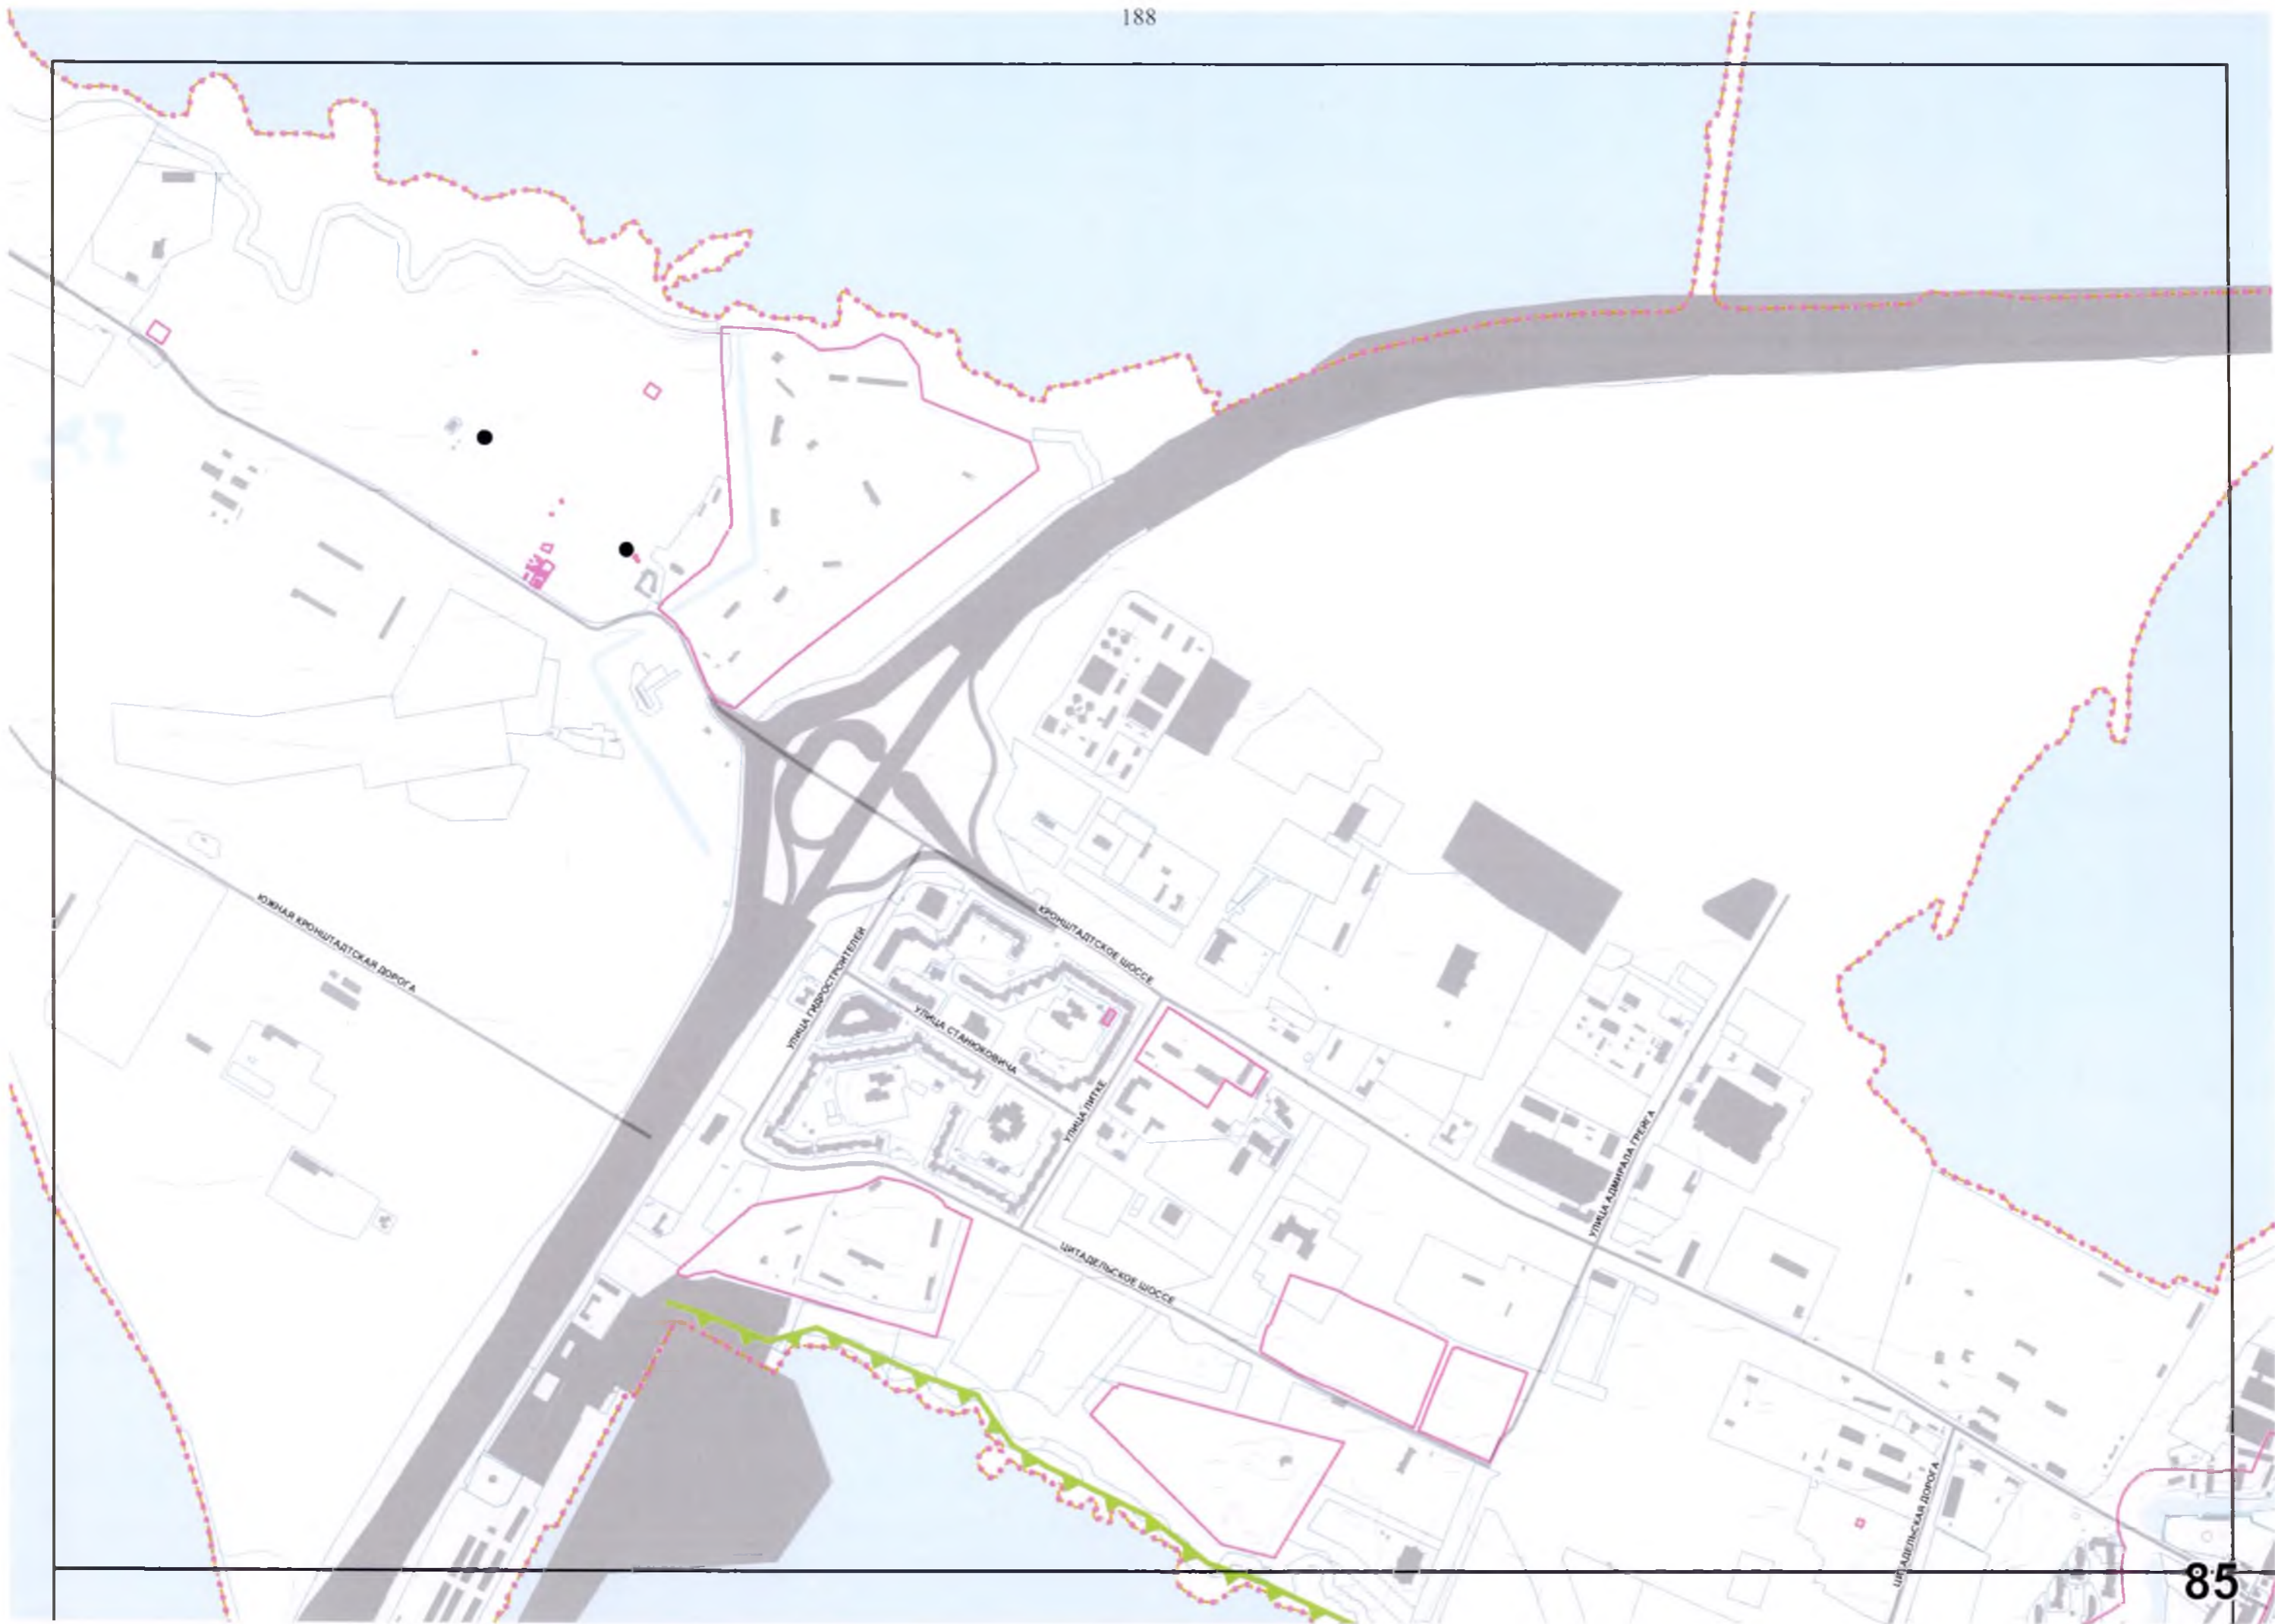 188
ЮЖНАЯ КРОНШТАДТСКАЯ ДОРОГА
КРОНШТАДТСКОЕ ШОССЕ
УЛИЦА ГИДРОСТРОИТЕЛЕЙ
УЛИЦА СТАНЮКОВИЧА
УЛИЦА ЛИТКЕ
УЛИЦА АДМИРАЛА ГРЕЙГА
ЦИТАДЕЛЬСКОЕ ШОССЕ
ЦИТАДЕЛЬСКАЯ ДОРОГА
85